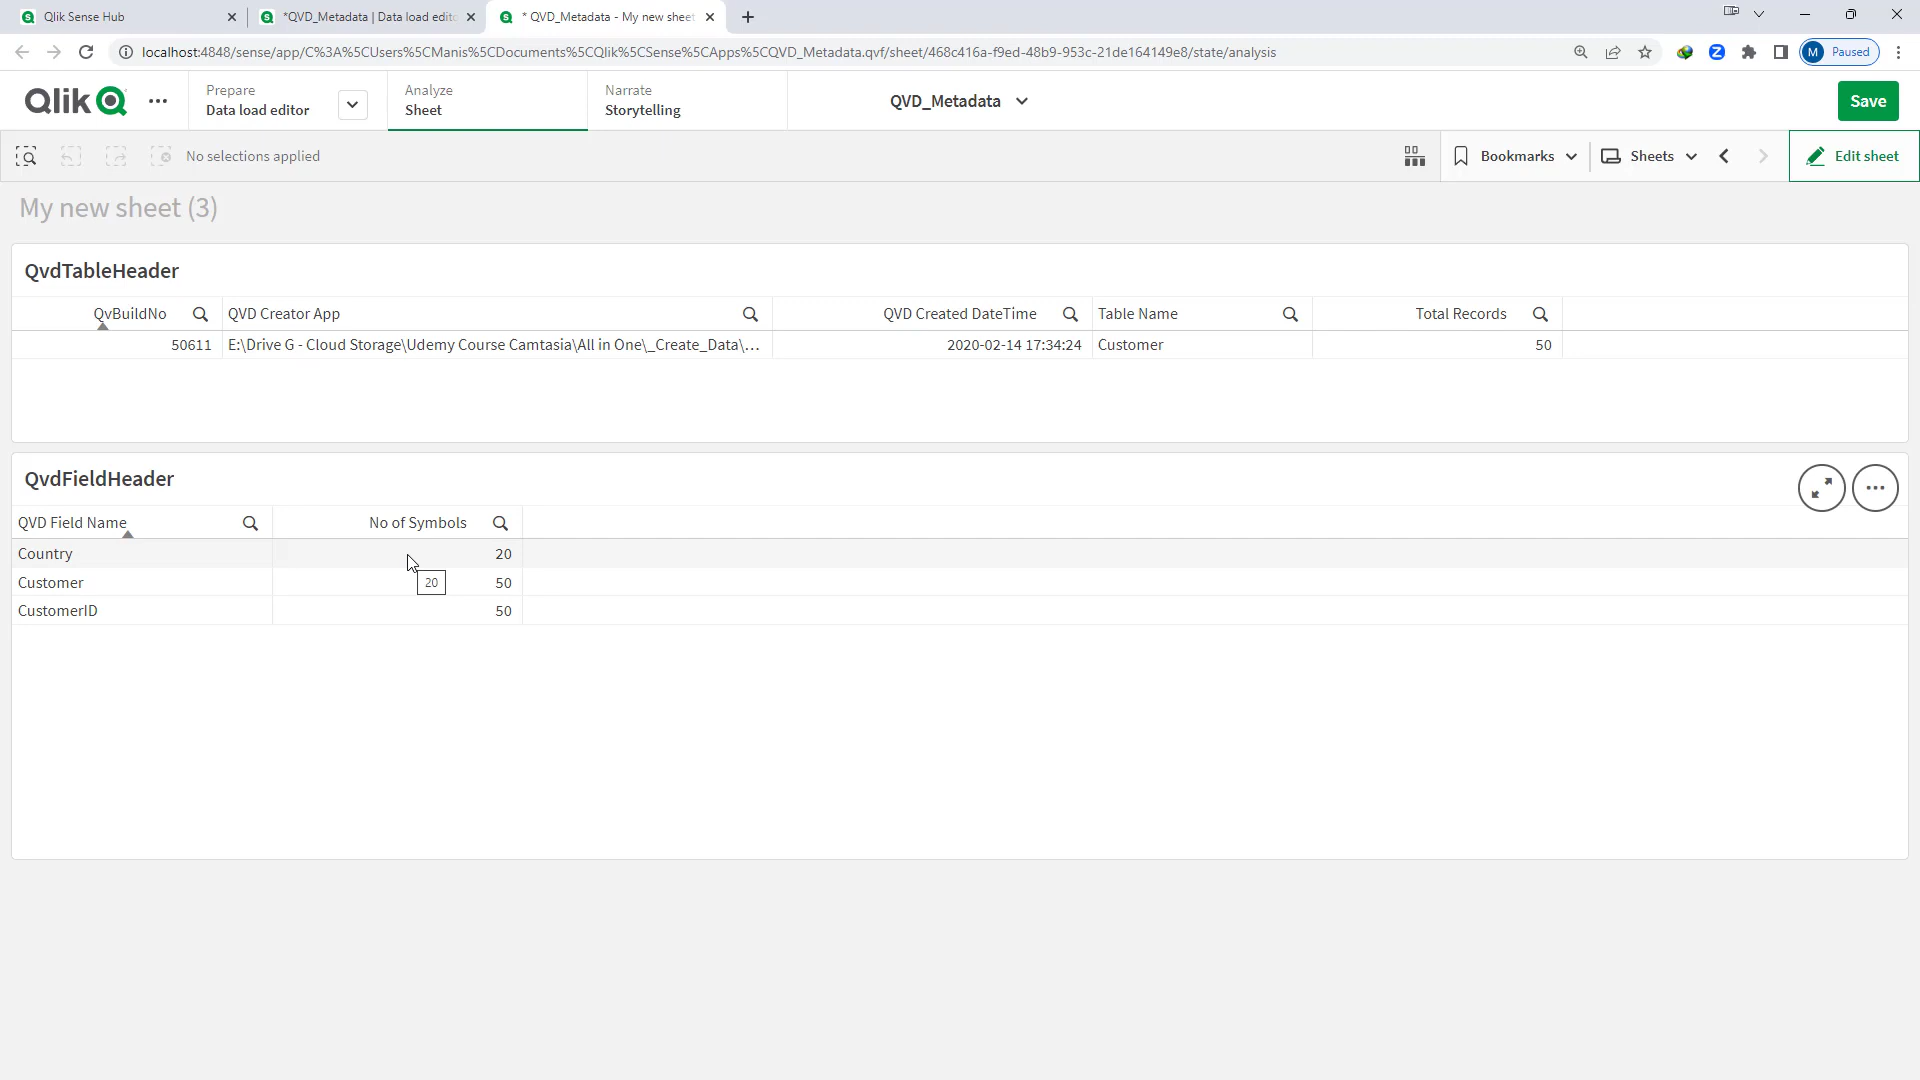 Qlik Sense Hub
*QVD_Metadata | Data load edit
* QVD_Metadata - My new sheet
localhost:4848/sense/app/C%3A%5CUsers%5CManis%5CDocuments%5CQlik%5CSense%5CApps%5CQVD_Metadata.qvf/sheet/468c416a-f9ed-48b9-953c-21de164149e8/state/analysis
Z
M Paused
Qlik
Prepare
Data load editor
Analyze
Sheet
Narrate
Storytelling
QVD_Metadata
Save
No selections applied
Bookmarks
Sheets
Edit sheet
My new sheet (3)
QvdTableHeader
QvBuildNo QVD Creator App QVD Created DateTime Table Name Total Records
50611 E:\Drive G - Cloud Storage\Udemy Course Camtasia\All in One\_Create_Data\... 2020-02-14 17:34:24 Customer 50
QvdFieldHeader
QVD Field Name No of Symbols
Country 20
20
Customer 50
CustomerID 50